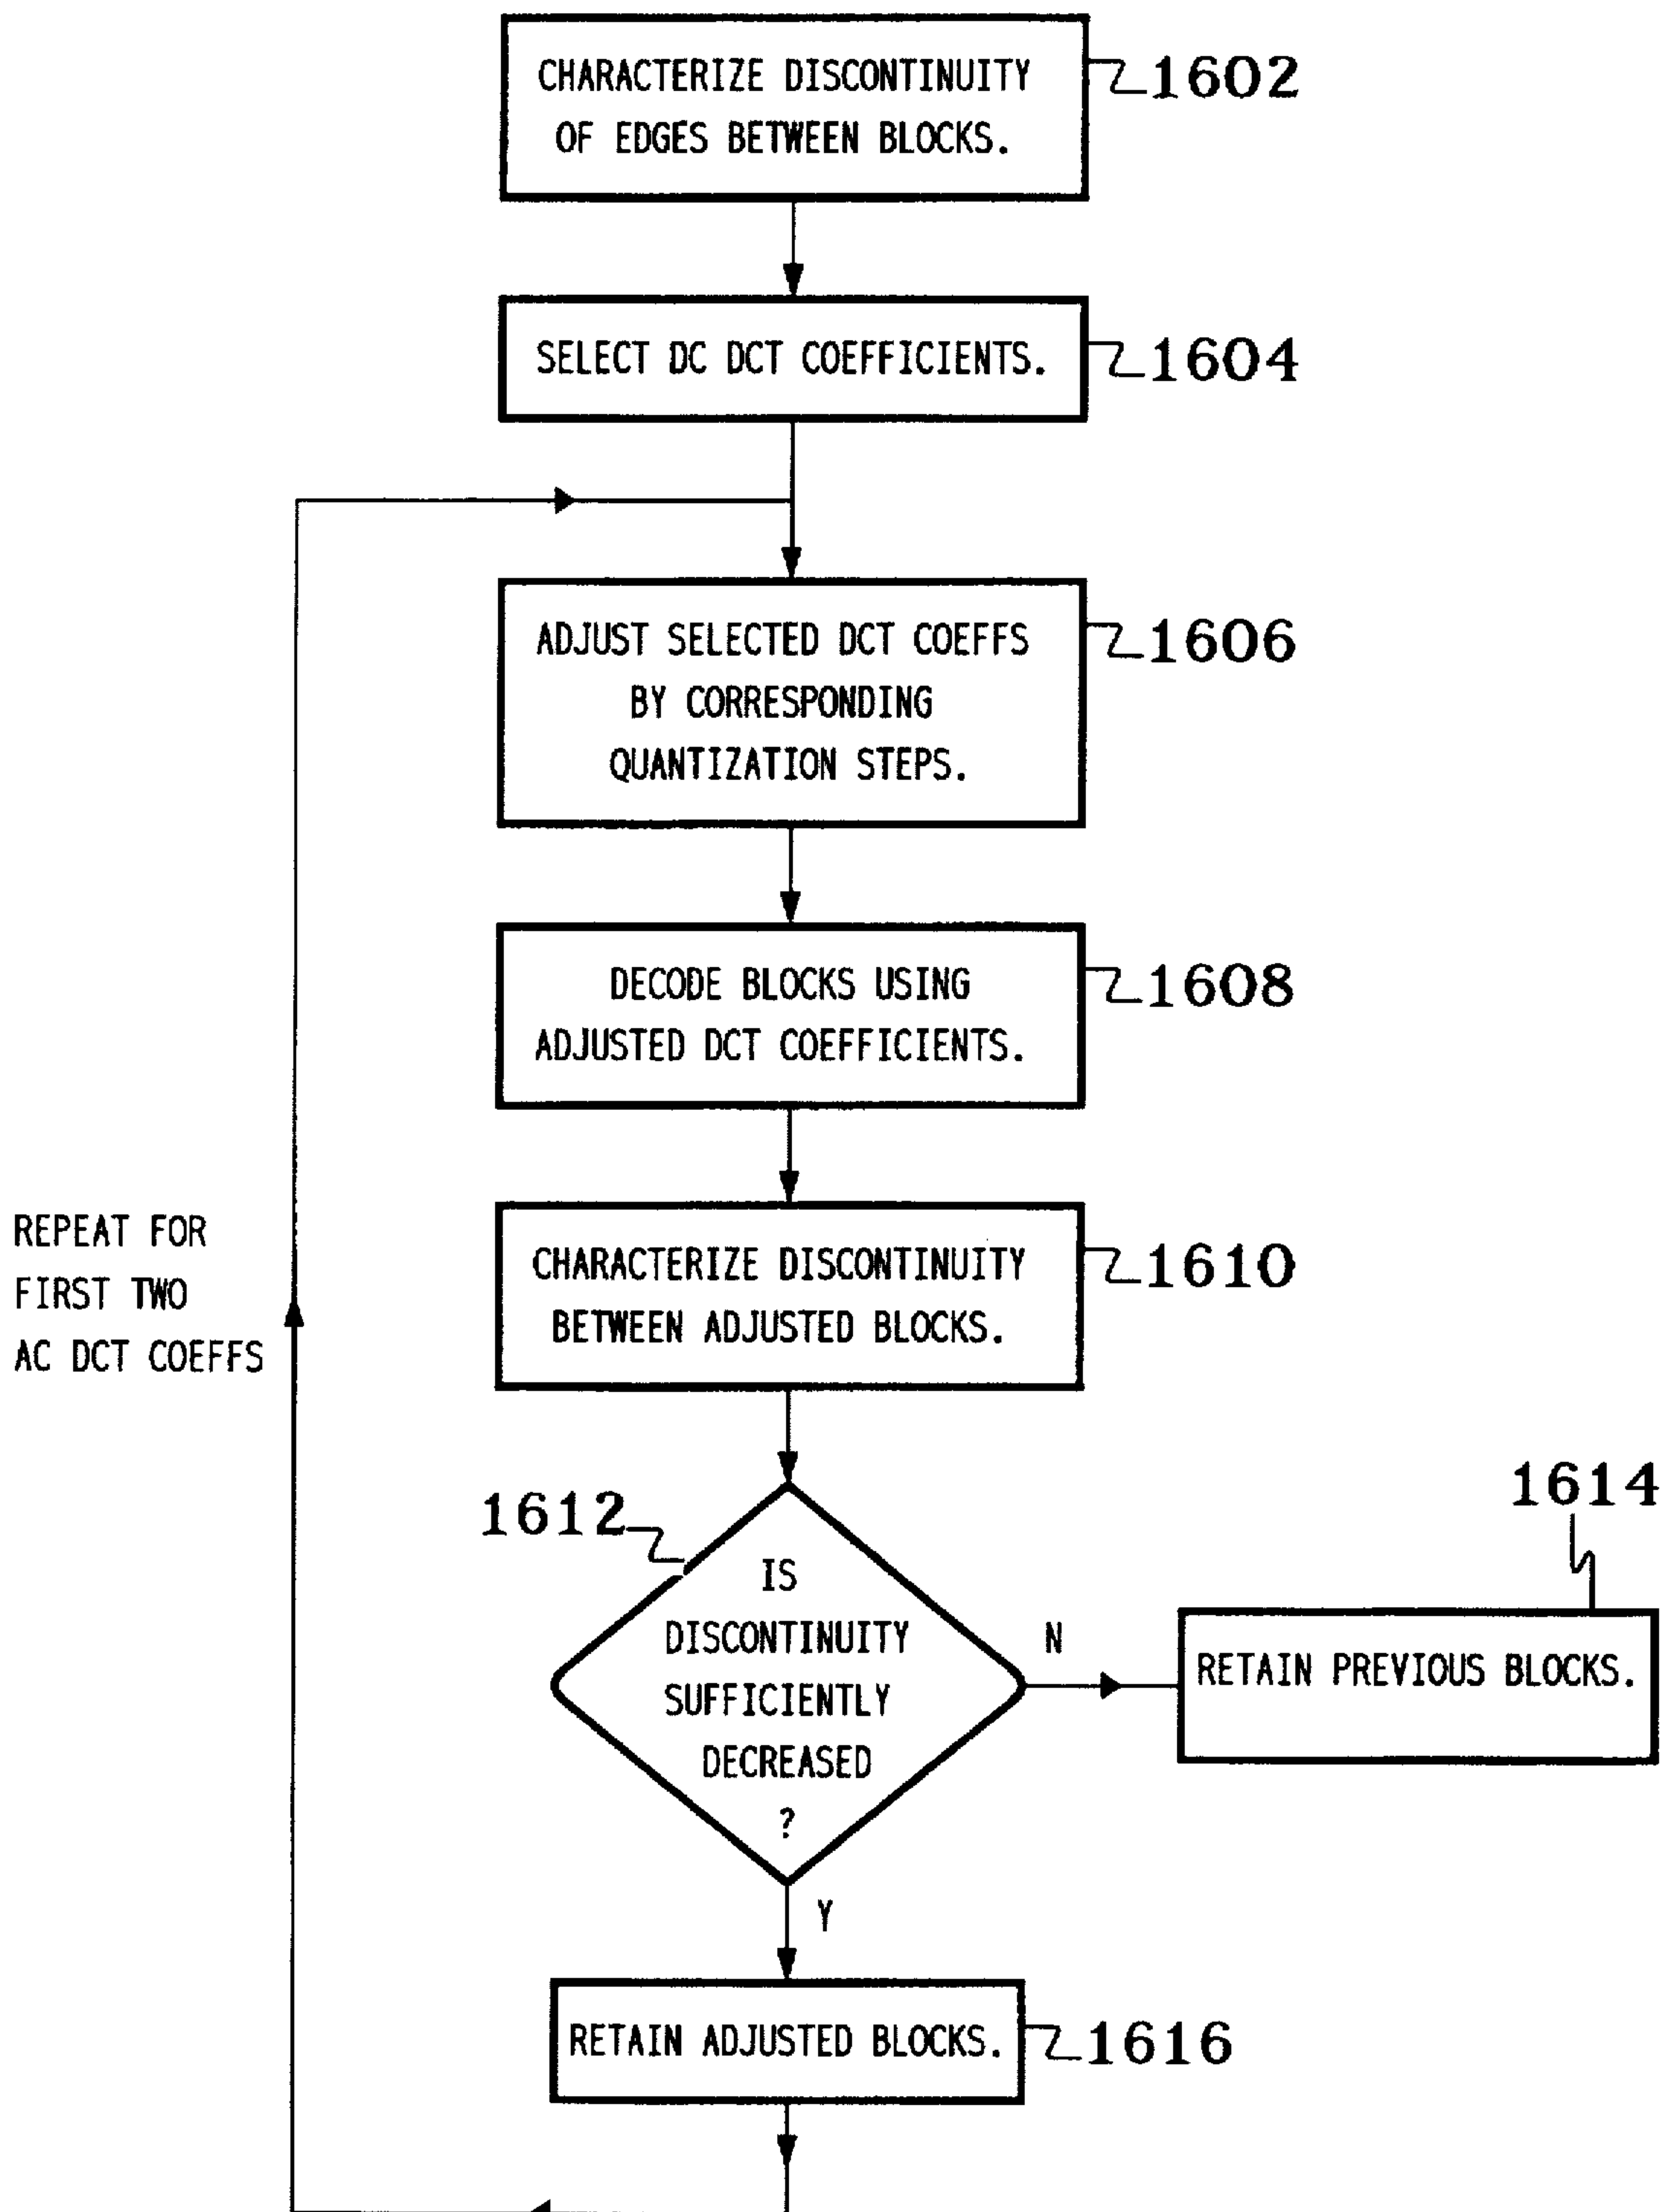 CHARACTERIZE DISCONTINUITY
OF EDGES BETWEEN BLOCKS.
1602
SELECT DC DCT COEFFICIENTS.
1604
ADJUST SELECTED DCT COEFFS
BY CORRESPONDING
QUANTIZATION STEPS.
1606
DECODE BLOCKS USING
ADJUSTED DCT COEFFICIENTS.
1608
REPEAT FOR
FIRST TWO
AC DCT COEFFS
CHARACTERIZE DISCONTINUITY
BETWEEN ADJUSTED BLOCKS.
1610
1612
IS
DISCONTINUITY
SUFFICIENTLY
DECREASED
?
N
1614
RETAIN PREVIOUS BLOCKS.
Y
RETAIN ADJUSTED BLOCKS.
1616